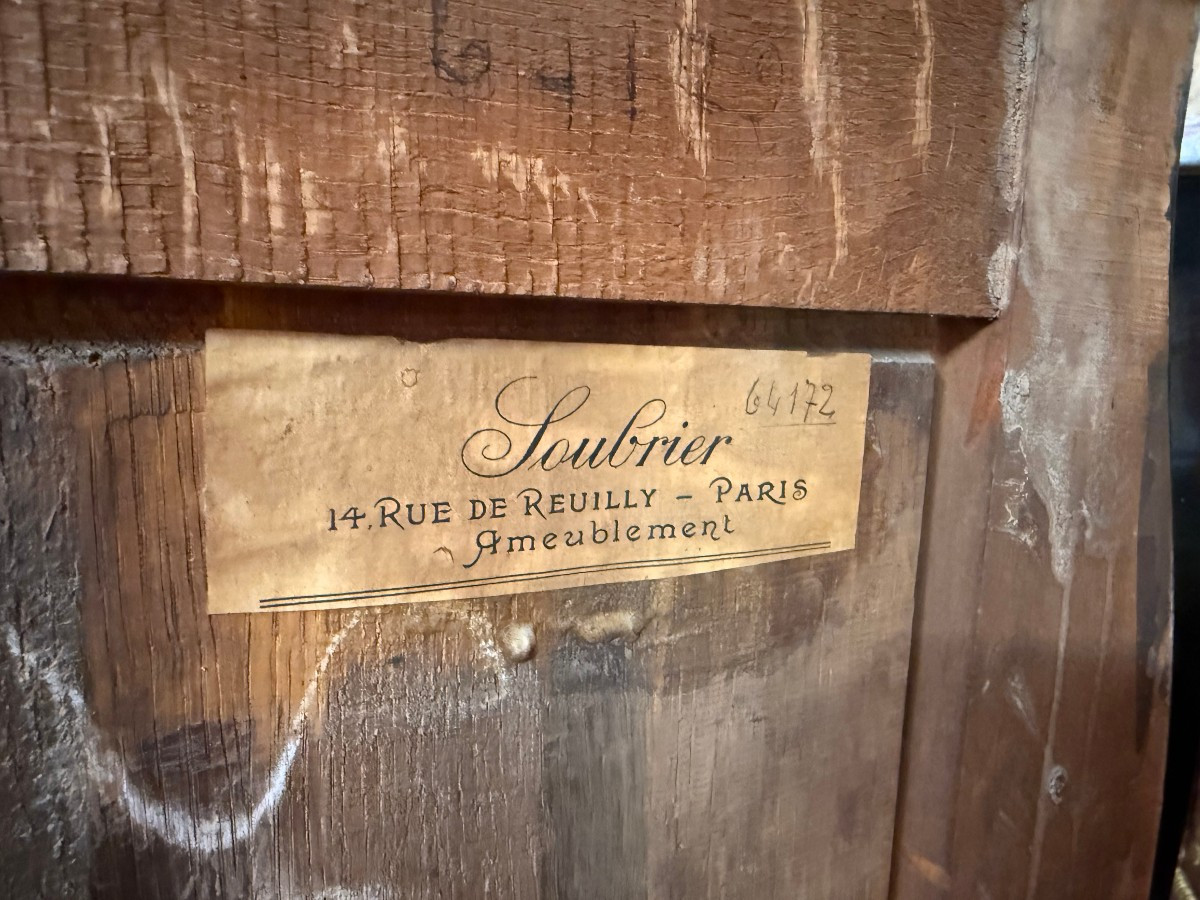 64172
Soubrier
14, RUE DE REUILLY – PARIS
Ameublement